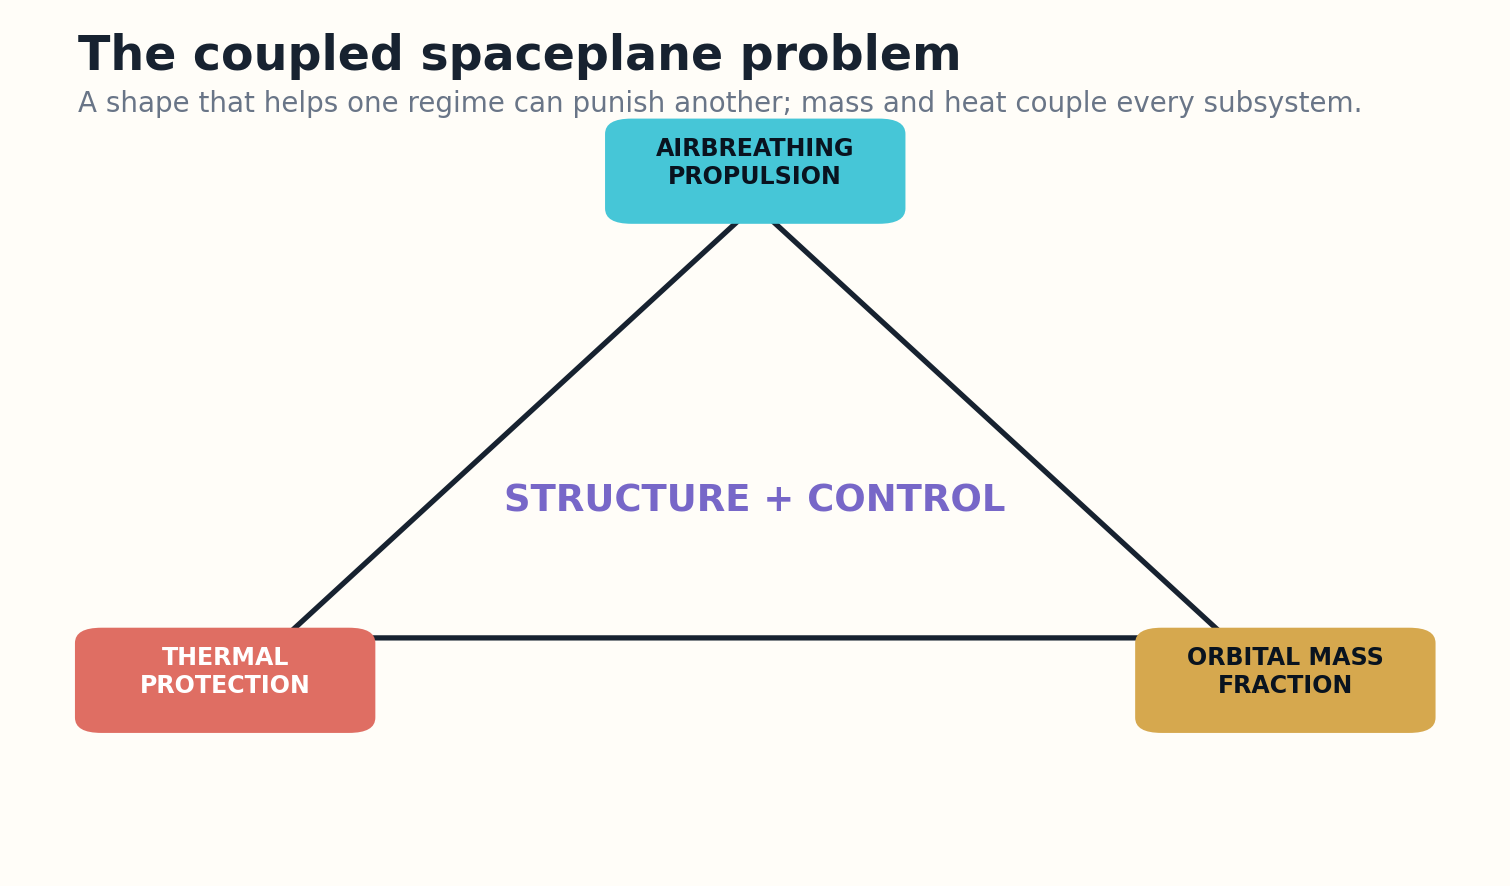 The coupled spaceplane problem
A shape that helps one regime can punish another; mass and heat couple every subsystem.
AIRBREATHING
PROPULSION
STRUCTURE + CONTROL
THERMAL
PROTECTION
ORBITAL MASS
FRACTION